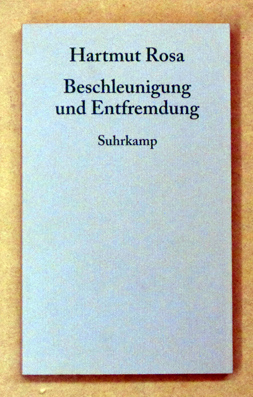 Hartmut Rosa
Beschleunigung
und Entfremdung
Suhrkamp